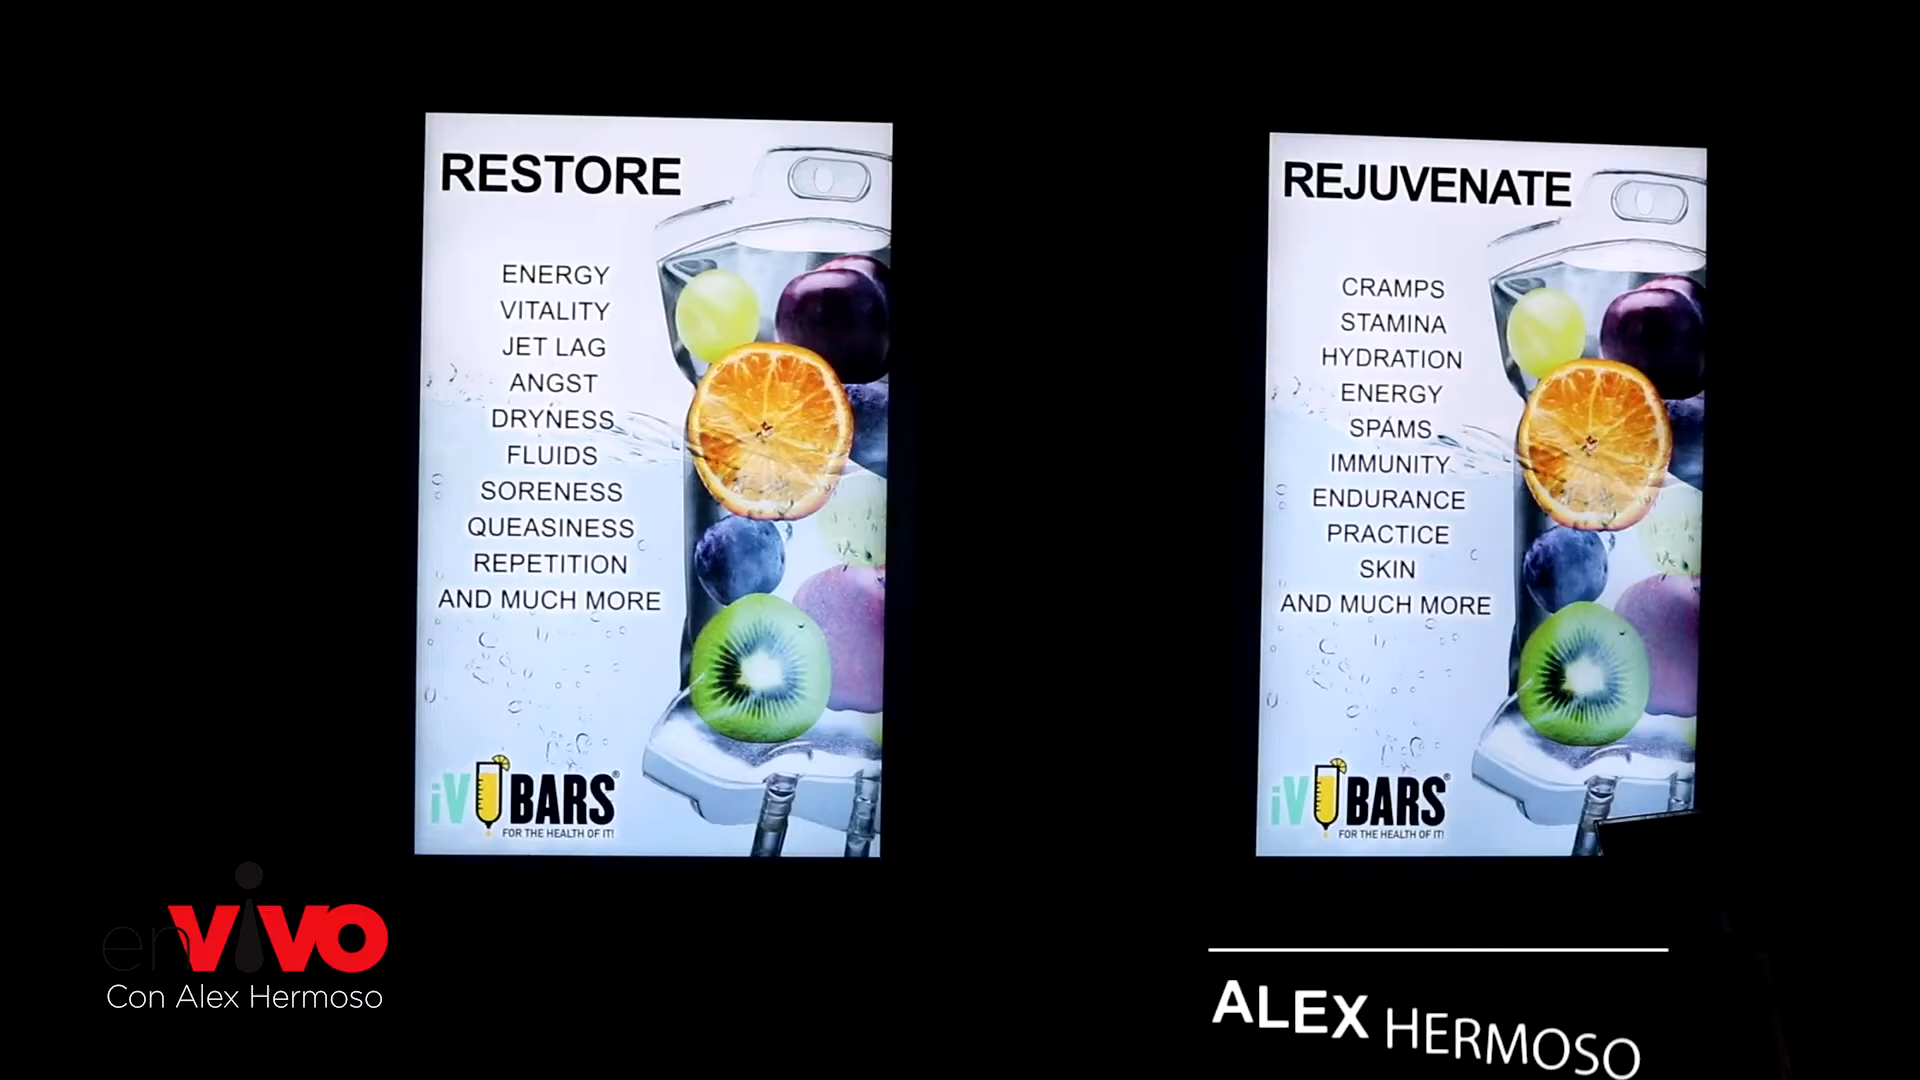 RESTORE
ENERGY
VITALITY
JET LAG
ANGST
DRYNESS
FLUIDS
SORENESS
QUEASINESS
REPETITION
AND MUCH MORE
iV BARS®
FOR THE HEALTH OF IT!
REJUVENATE
CRAMPS
STAMINA
HYDRATION
ENERGY
SPAMS
IMMUNITY
ENDURANCE
PRACTICE
SKIN
AND MUCH MORE
iV BARS®
FOR THE HEALTH OF IT!
enVIVO
Con Alex Hermoso
ALEX HERMOSO